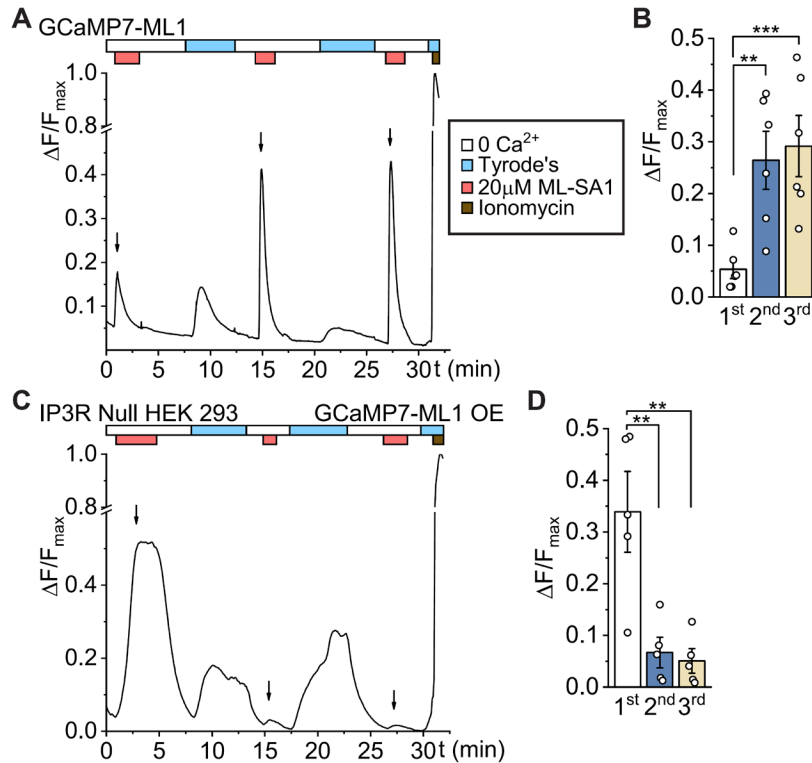 A
GCaMP7-ML1
ΔF/Fmax
1.0
0.8
0.4
0.3
0.2
0.1
0 5 10 15 20 25 30 t (min)
0 Ca2+
Tyrode's
20μM ML-SA1
Ionomycin
B
***
**
ΔF/Fmax
0.5
0.4
0.3
0.2
0.1
0.0
1st 2nd 3rd
C
IP3R Null HEK 293 GCaMP7-ML1 OE
ΔF/Fmax
1.0
0.8
0.4
0.2
0.0
0 5 10 15 20 25 30 t (min)
D
**
**
ΔF/Fmax
0.5
0.4
0.3
0.2
0.1
0.0
1st 2nd 3rd